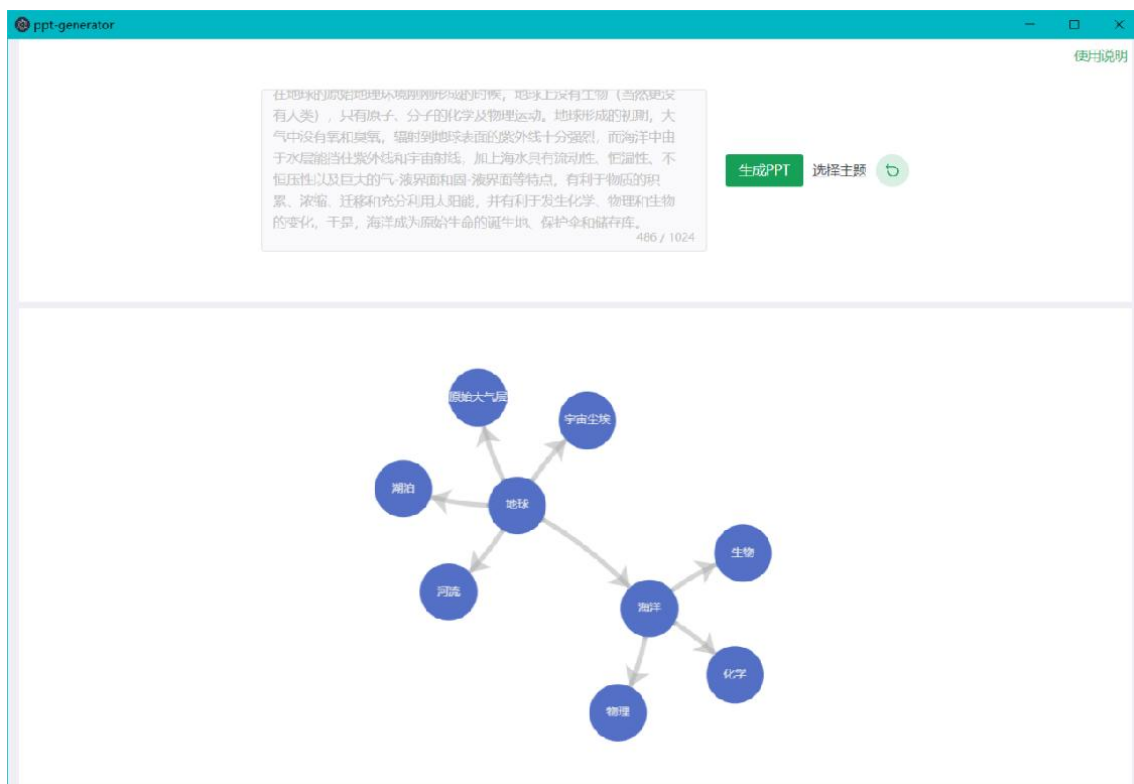 ppt-generator
使用说明
在地球的原始地理环境刚刚形成的时候，地球上没有生物（当然更没
有人类），只有原子、分子的化学及物理运动。地球形成的初期，大
气中没有氧和臭氧，辐射到地球表面的紫外线十分强烈，而海洋中由
于水层能挡住紫外线和宇宙射线，加上海水具有流动性、恒温性、不
恒压性以及巨大的气-液界面和固-液界面等特点，有利于物质的积
累、浓缩、迁移和充分利用太阳能，并有利于发生化学、物理和生物
的变化，于是，海洋成为原始生命的诞生地、保护伞和储存库。
486 / 1024
生成PPT
选择主题
原始大气层
宇宙尘埃
湖泊
地球
生物
河流
海洋
化学
物理